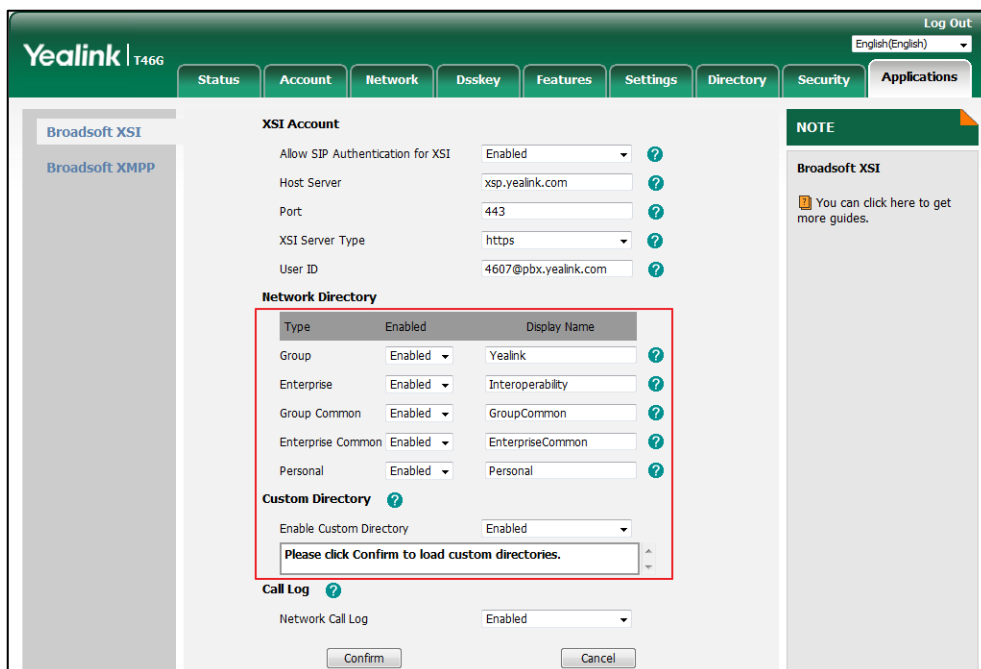 Log Out
Yealink T46G
English(English)
Status Account Network Dsskey Features Settings Directory Security Applications
Broadsoft XSI
Broadsoft XMPP
XSI Account
Allow SIP Authentication for XSI Enabled ?
Host Server xsp.yealink.com ?
Port 443 ?
XSI Server Type https ?
User ID 4607@pbx.yealink.com ?
Network Directory
Type Enabled Display Name
Group Enabled Yealink ?
Enterprise Enabled Interoperability ?
Group Common Enabled GroupCommon ?
Enterprise Common Enabled EnterpriseCommon ?
Personal Enabled Personal ?
Custom Directory ?
Enable Custom Directory Enabled
Please click Confirm to load custom directories.
Call Log ?
Network Call Log Enabled
Confirm Cancel
NOTE
Broadsoft XSI
? You can click here to get
more guides.